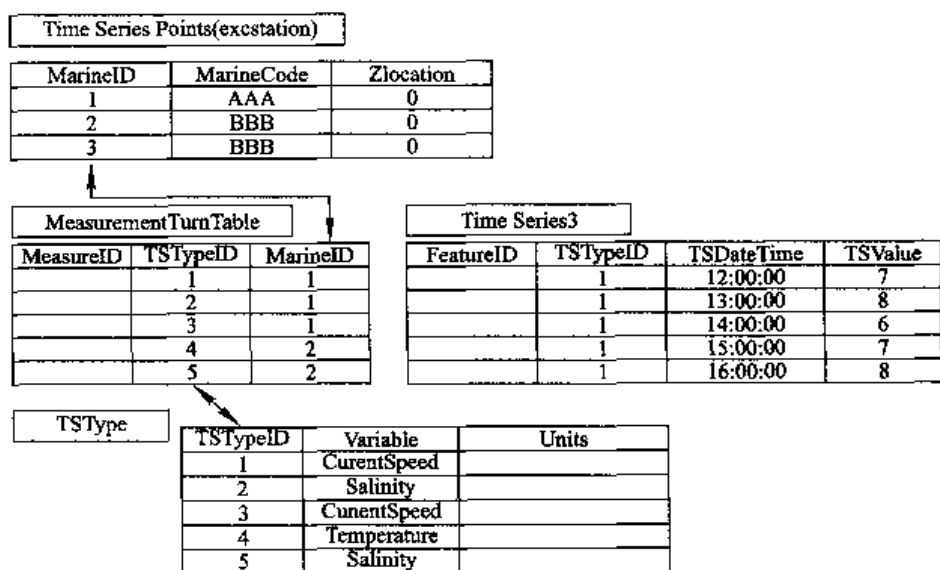 Time Series Points(excstation)
MarineID MarineCode Zlocation
1 AAA 0
2 BBB 0
3 BBB 0
MeasurementTurnTable
MeasureID TSTypeID MarineID
1 1
2 1
3 1
4 2
5 2
Time Series3
FeatureID TSTypeID TSDateTime TSValue
1 12:00:00 7
1 13:00:00 8
1 14:00:00 6
1 15:00:00 7
1 16:00:00 8
TSType
TSTypeID Variable Units
1 CurentSpeed
2 Salinity
3 CunentSpeed
4 Temperature
5 Salinity